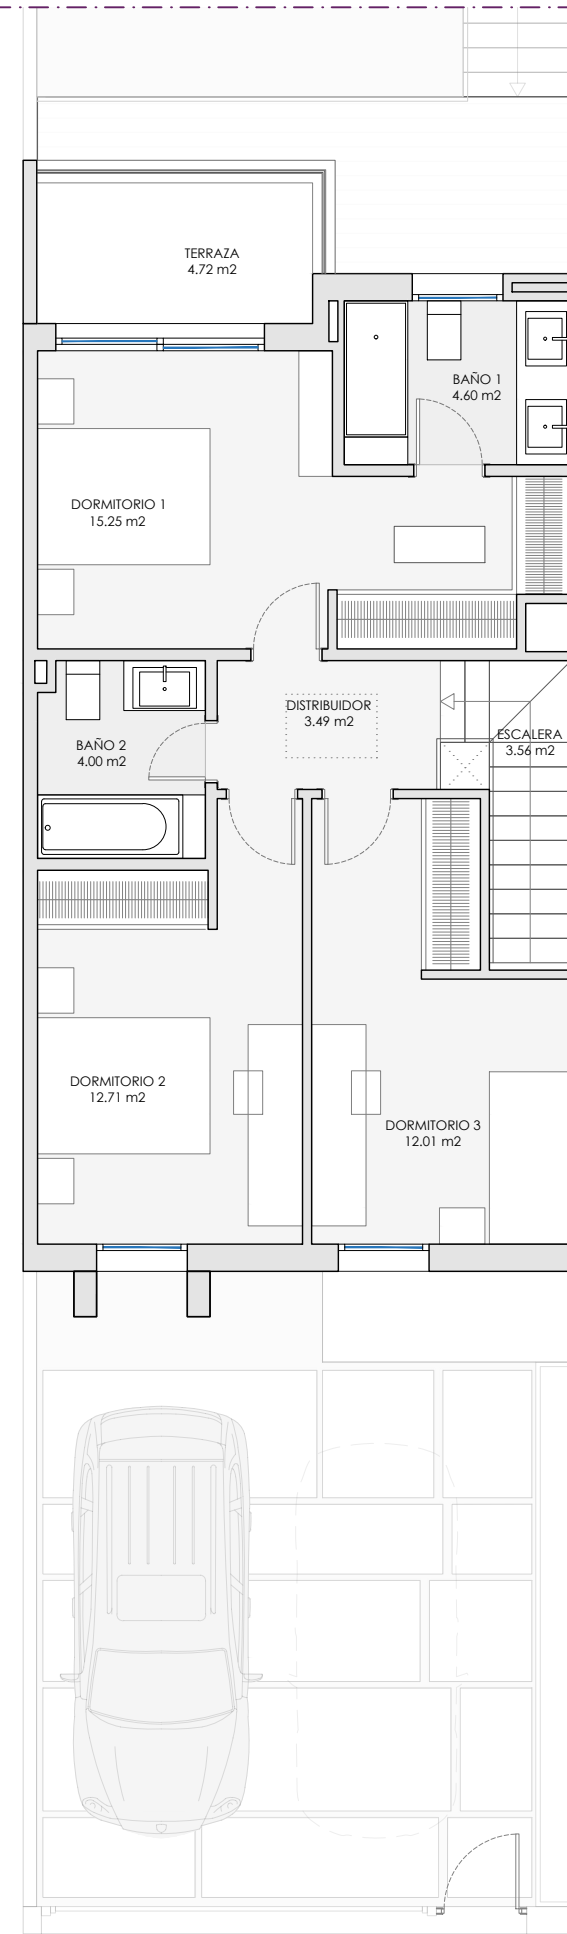 TERRAZA
4.72 m2
BAÑO 1
4.60 m2
DORMITORIO 1
15.25 m2
DISTRIBUIDOR
3.49 m2
ESCALERA
3.56 m2
BAÑO 2
4.00 m2
DORMITORIO 2
12.71 m2
DORMITORIO 3
12.01 m2